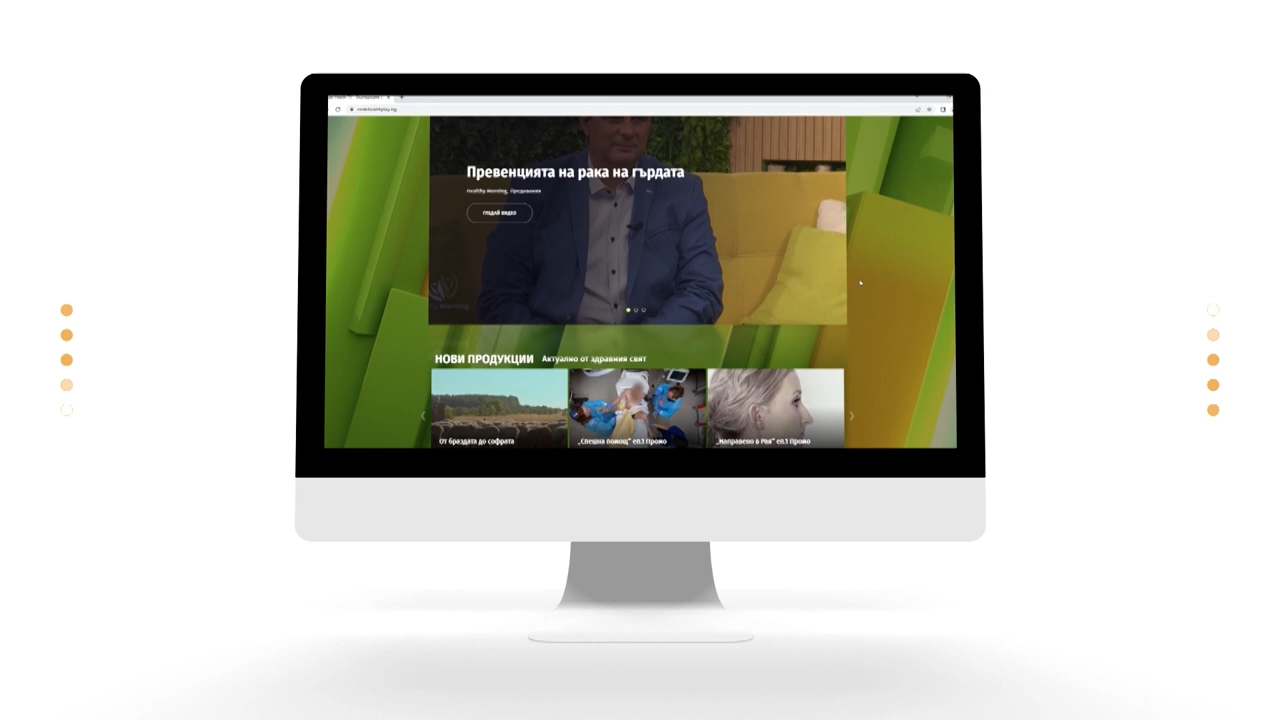 Превенцията на рака на гърдата
Healthy Morning, Предавания
ГЛЕДАЙ ВИДЕО
Morning
НОВИ ПРОДУКЦИИ Актуално от здравния свят
От браздата до софрата
„Спешна помощ" еп.1 Промо
„Направено в Рая" еп.1 Промо